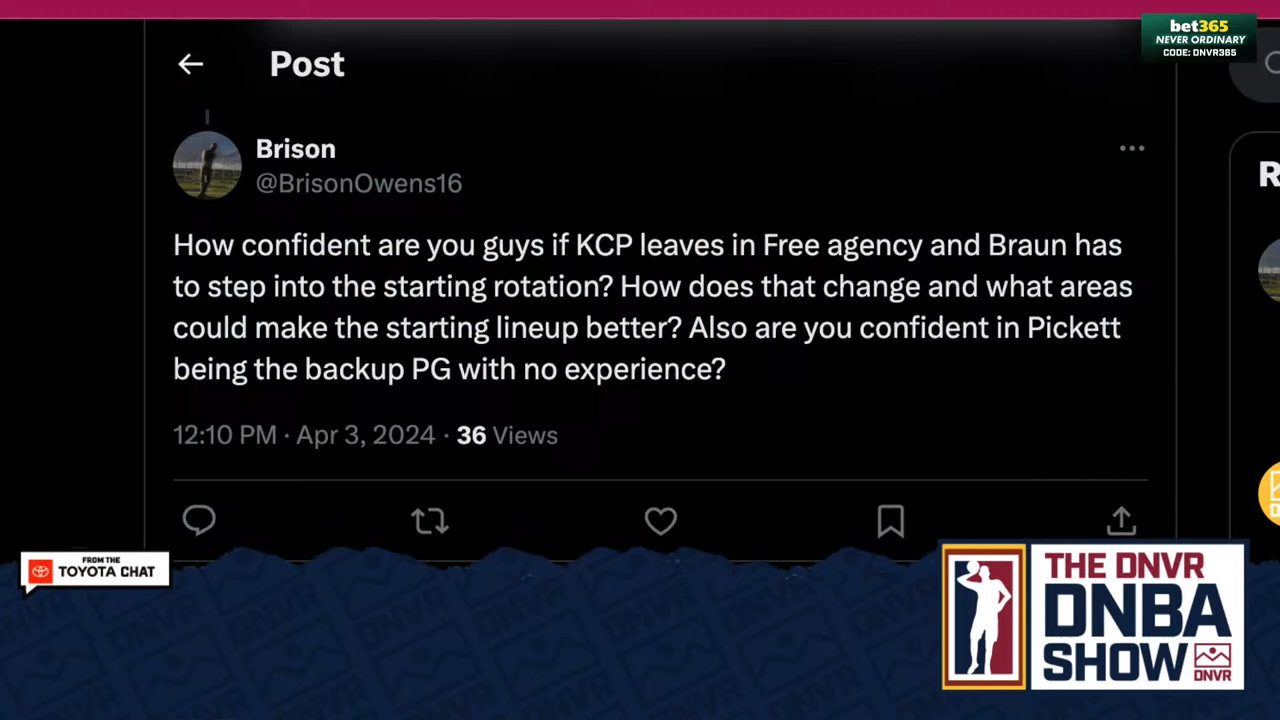 bet365
NEVER ORDINARY
CODE: DNVR365
Post
Brison
@BrisonOwens16
How confident are you guys if KCP leaves in Free agency and Braun has
to step into the starting rotation? How does that change and what areas
could make the starting lineup better? Also are you confident in Pickett
being the backup PG with no experience?
12:10 PM · Apr 3, 2024 · 36 Views
R
FROM THE
TOYOTA CHAT
THE DNVR
DNBA
SHOW
DNVR